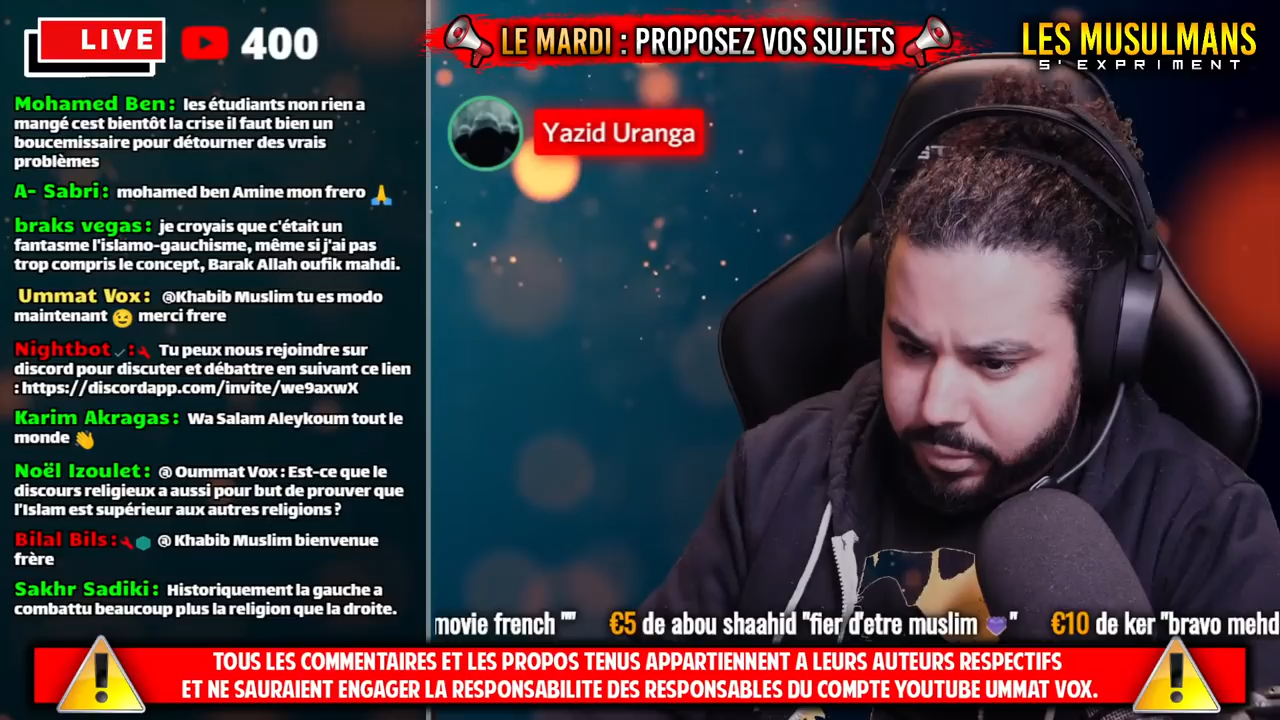 LIVE
400
LE MARDI : PROPOSEZ VOS SUJETS
LES MUSULMANS
S'EXPRIMENT
Yazid Uranga
Mohamed Ben : les étudiants non rien a
mangé cest bientôt la crise il faut bien un
boucemissaire pour détourner des vrais
problèmes
A- Sabri : mohamed ben Amine mon frero 🙏
braks vegas : je croyais que c'était un
fantasme l'islamo-gauchisme, même si j'ai pas
trop compris le concept, Barak Allah oufik mahdi.
Ummat Vox : @Khabib Muslim tu es modo
maintenant 😉 merci frere
Nightbot : Tu peux nous rejoindre sur
discord pour discuter et débattre en suivant ce lien
: https://discordapp.com/invite/we9axwX
Karim Akragas : Wa Salam Aleykoum tout le
monde 👋
Noël Izoulet : @ Oummat Vox : Est-ce que le
discours religieux a aussi pour but de prouver que
l'Islam est supérieur aux autres religions ?
Bilal Bils : @ Khabib Muslim bienvenue
frère
Sakhr Sadiki : Historiquement la gauche a
combattu beaucoup plus la religion que la droite.
movie french "" €5 de abou shaahid "fier d'etre muslim 💜" €10 de ker "bravo mehd
TOUS LES COMMENTAIRES ET LES PROPOS TENUS APPARTIENNENT A LEURS AUTEURS RESPECTIFS
ET NE SAURAIENT ENGAGER LA RESPONSABILITE DES RESPONSABLES DU COMPTE YOUTUBE UMMAT VOX.